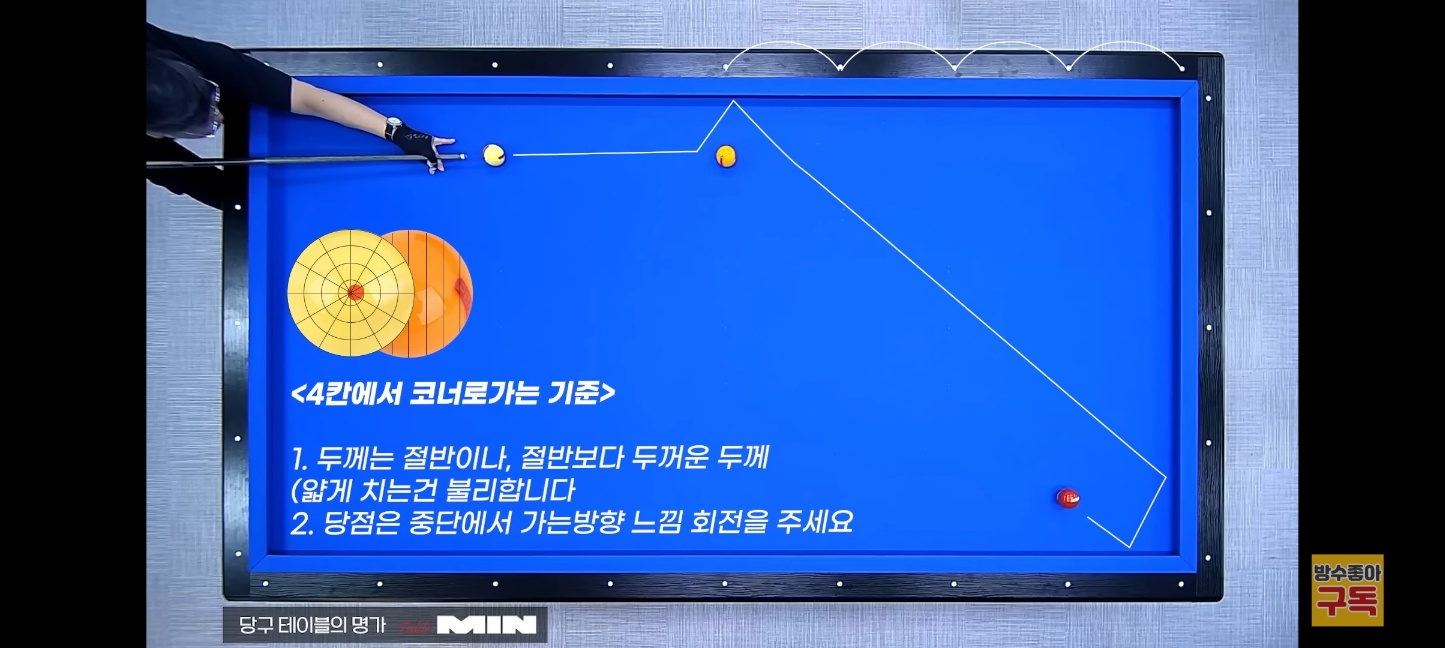 <4칸에서 코너로가는 기준>
1. 두께는 절반이나, 절반보다 두꺼운 두께
(얇게 치는건 불리합니다
2. 당점은 중단에서 가는방향 느낌 회전을 주세요
당구 테이블의 명가 MIN
방수좋아
구독